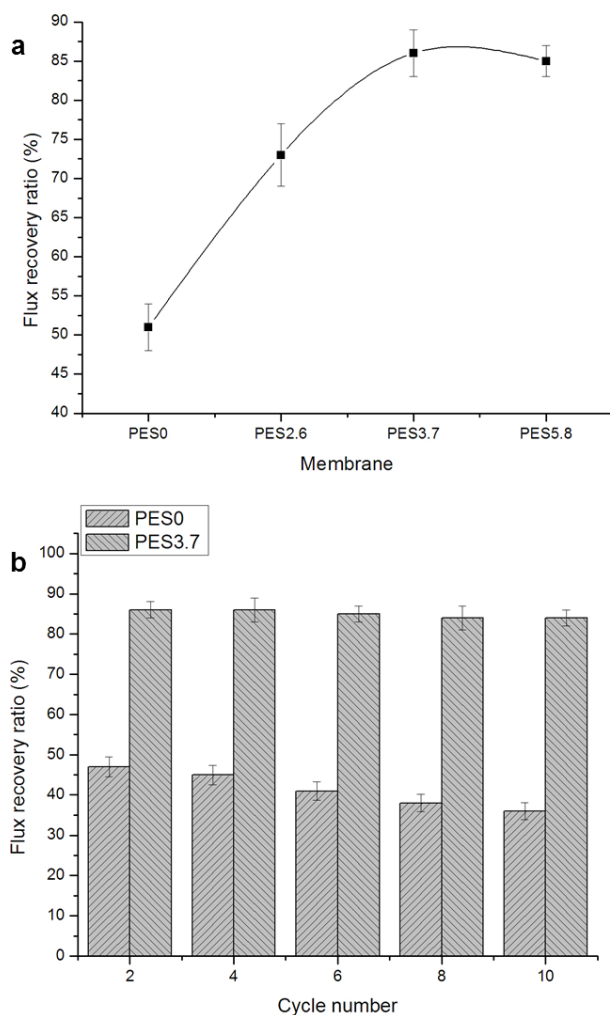 a
90
85
80
75
70
65
60
55
50
45
40
Flux recovery ratio (%)
PES0 PES2.6 PES3.7 PES5.8
Membrane
b
PES0
PES3.7
100
90
80
70
60
50
40
30
20
10
0
Flux recovery ratio (%)
2 4 6 8 10
Cycle number